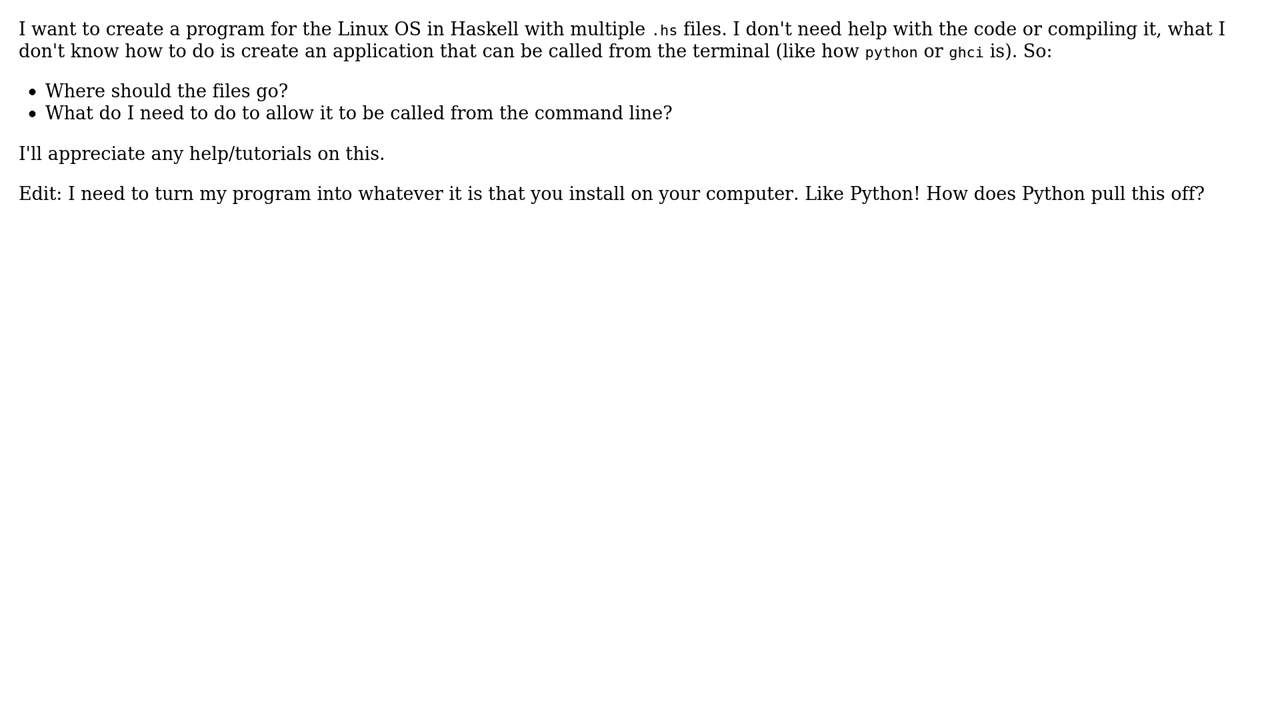 I want to create a program for the Linux OS in Haskell with multiple .hs files. I don't need help with the code or compiling it, what I
don't know how to do is create an application that can be called from the terminal (like how python or ghci is). So:
• Where should the files go?
• What do I need to do to allow it to be called from the command line?
I'll appreciate any help/tutorials on this.
Edit: I need to turn my program into whatever it is that you install on your computer. Like Python! How does Python pull this off?